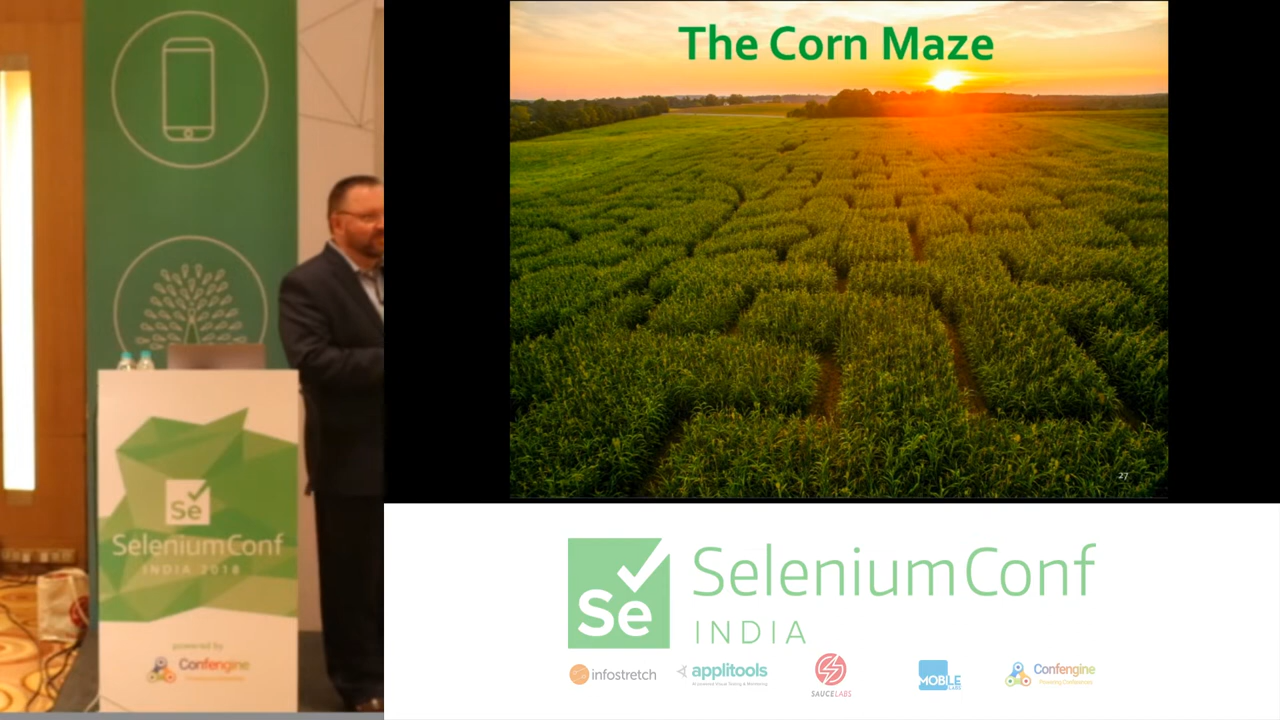 The Corn Maze
27
Se
SeleniumConf
INDIA 2018
powered by
Confengine
Se
SeleniumConf
INDIA
infostretch
applitools
SAUCELABS
MOBILE
LABS
Confengine